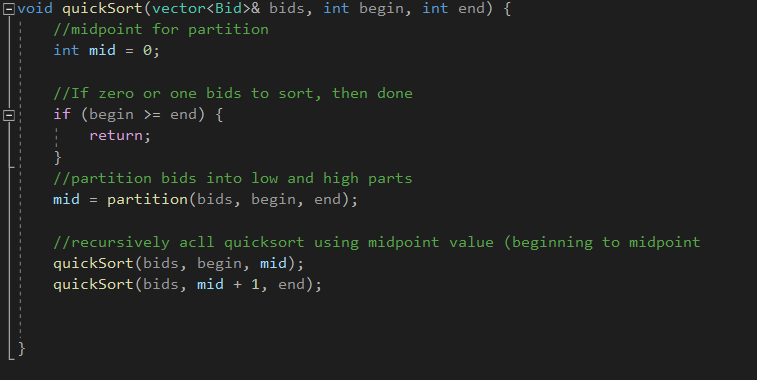 void quickSort(vector<Bid>& bids, int begin, int end) {
//midpoint for partition
int mid = 0;
//If zero or one bids to sort, then done
if (begin >= end) {
return;
}
//partition bids into low and high parts
mid = partition(bids, begin, end);
//recursively acll quicksort using midpoint value (beginning to midpoint
quickSort(bids, begin, mid);
quickSort(bids, mid + 1, end);
}